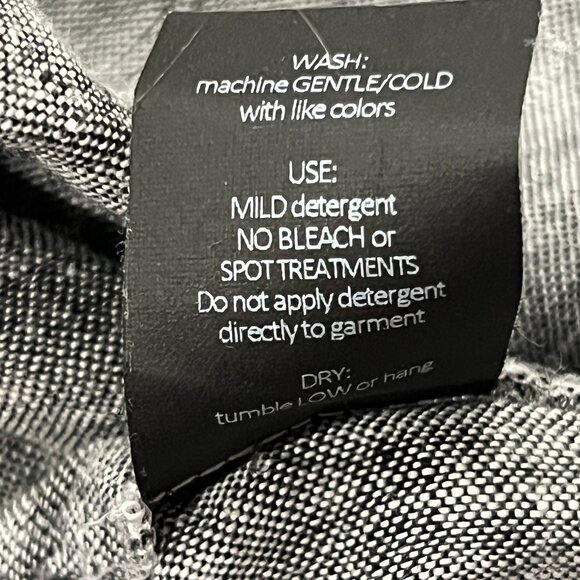 WASH:
machine GENTLE/COLD
with like colors
USE:
MILD detergent
NO BLEACH or
SPOT TREATMENTS
Do not apply detergent
directly to garment
DRY:
tumble LOW or hang